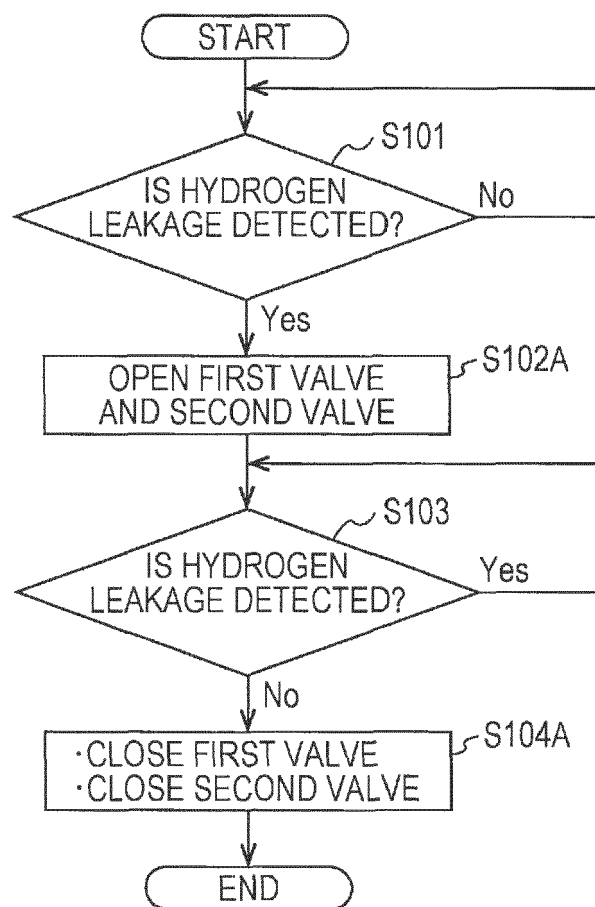 START
S101
IS HYDROGEN
LEAKAGE DETECTED?
No
Yes
S102A
OPEN FIRST VALVE
AND SECOND VALVE
S103
IS HYDROGEN
LEAKAGE DETECTED?
Yes
No
S104A
·CLOSE FIRST VALVE
·CLOSE SECOND VALVE
END